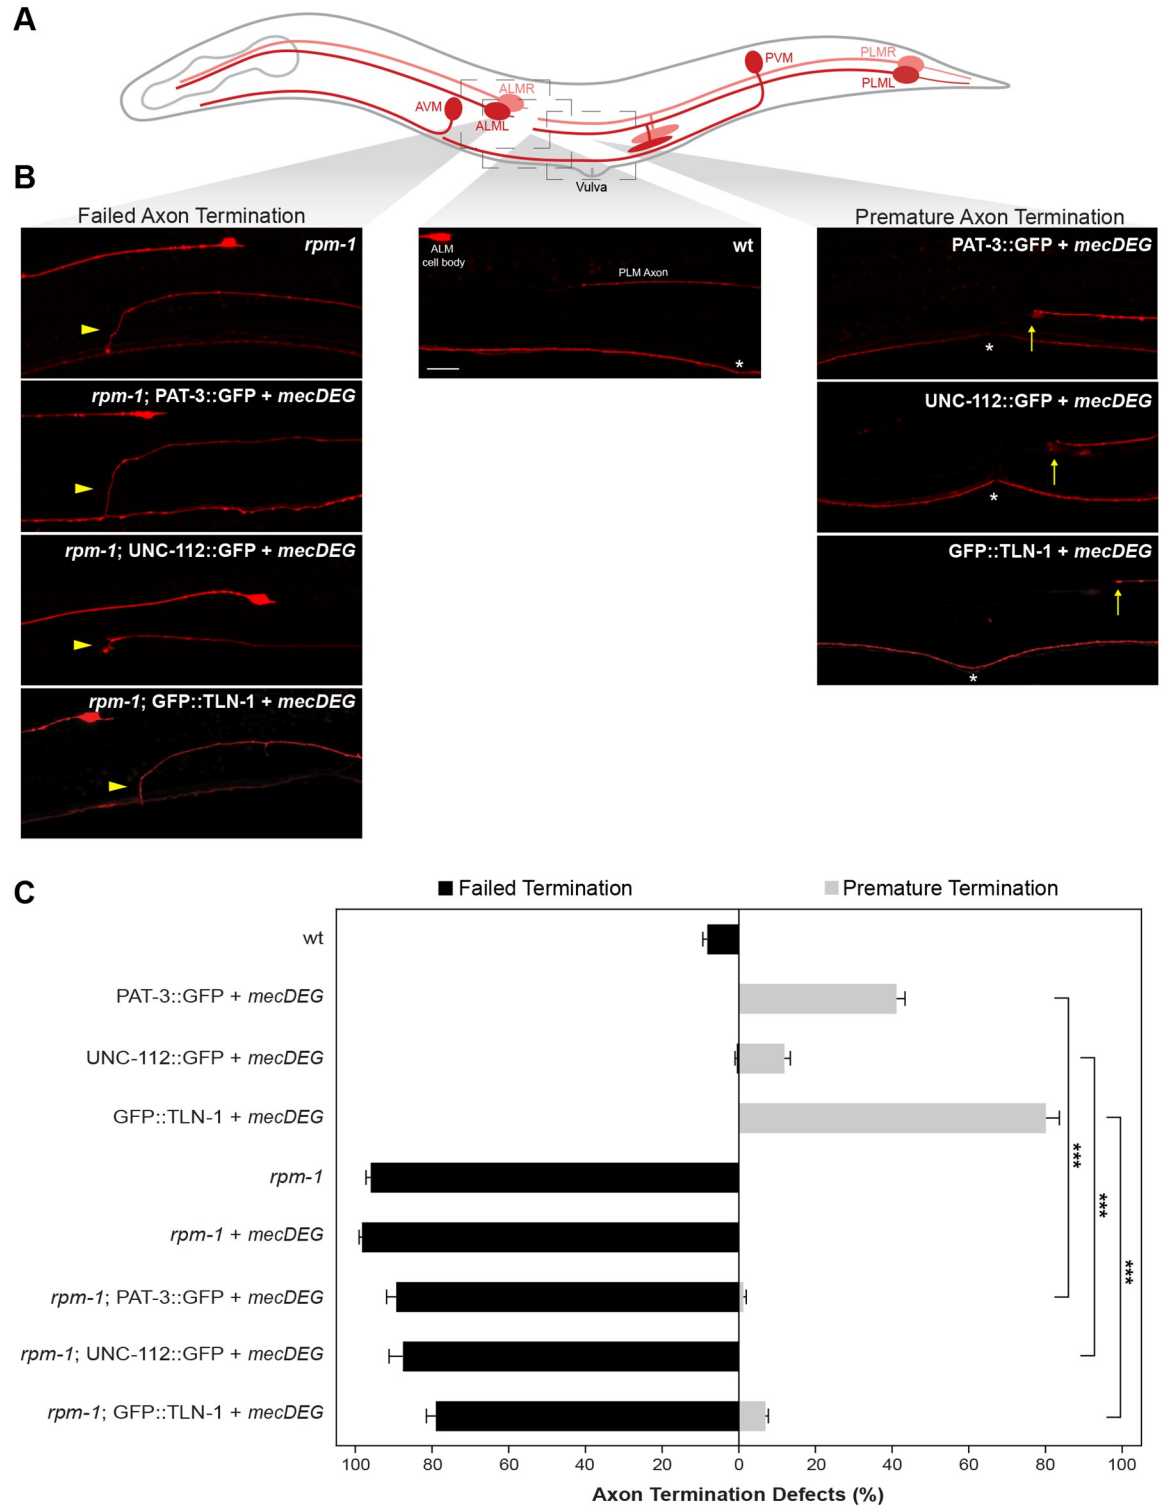 A
AVM
ALMR
ALML
PVM
PLMR
PLML
Vulva
B
Failed Axon Termination
rpm-1
rpm-1; PAT-3::GFP + mecDEG
rpm-1; UNC-112::GFP + mecDEG
rpm-1; GFP::TLN-1 + mecDEG
wt
ALM
cell body
PLM Axon
*
Premature Axon Termination
PAT-3::GFP + mecDEG
*
UNC-112::GFP + mecDEG
*
GFP::TLN-1 + mecDEG
*
C
Failed Termination
Premature Termination
wt
PAT-3::GFP + mecDEG
UNC-112::GFP + mecDEG
GFP::TLN-1 + mecDEG
rpm-1
rpm-1 + mecDEG
rpm-1; PAT-3::GFP + mecDEG
rpm-1; UNC-112::GFP + mecDEG
rpm-1; GFP::TLN-1 + mecDEG
***
***
***
100 80 60 40 20 0 20 40 60 80 100
Axon Termination Defects (%)